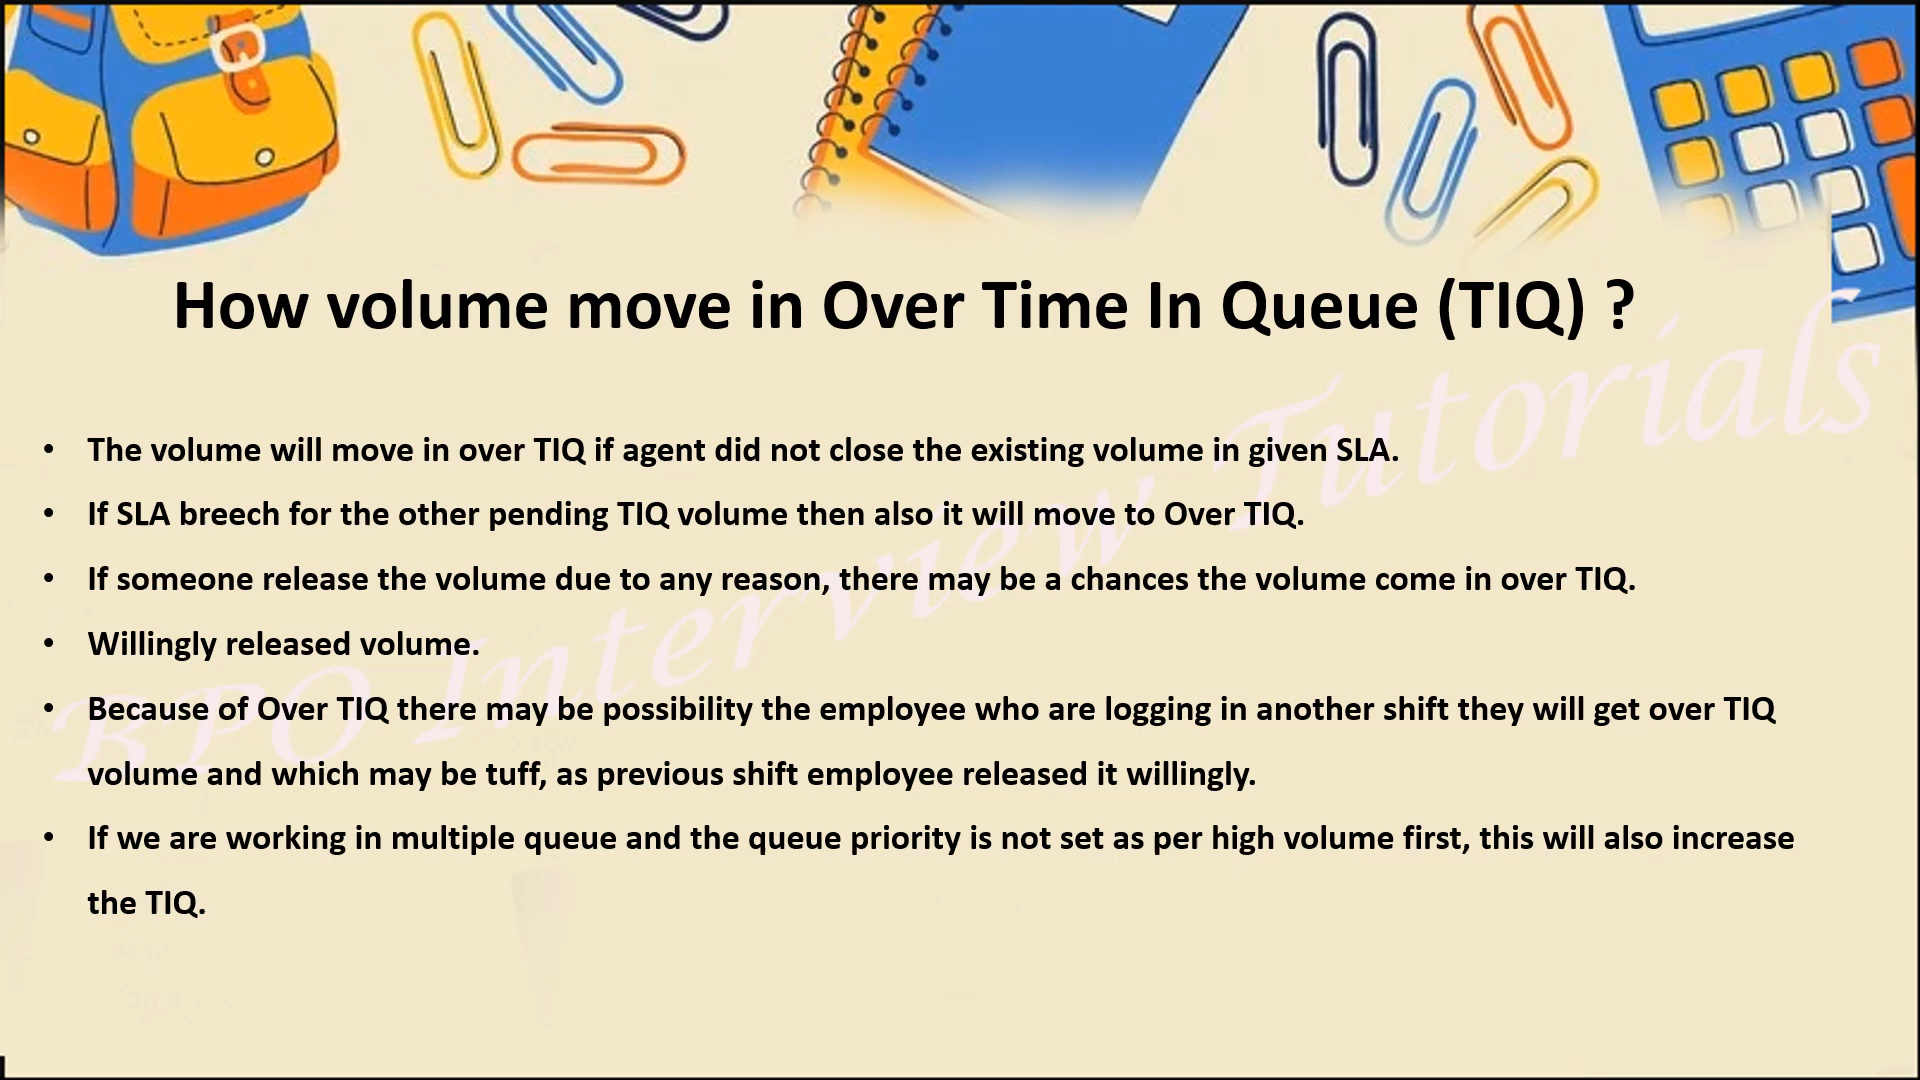 How volume move in Over Time In Queue (TIQ) ?
• The volume will move in over TIQ if agent did not close the existing volume in given SLA.
• If SLA breech for the other pending TIQ volume then also it will move to Over TIQ.
• If someone release the volume due to any reason, there may be a chances the volume come in over TIQ.
• Willingly released volume.
• Because of Over TIQ there may be possibility the employee who are logging in another shift they will get over TIQ
volume and which may be tuff, as previous shift employee released it willingly.
• If we are working in multiple queue and the queue priority is not set as per high volume first, this will also increase
the TIQ.
BPO Interview Tutorials